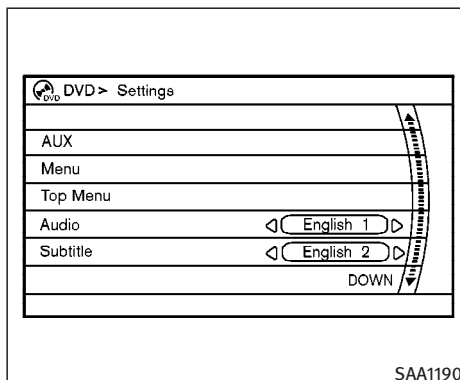 DVD DVD > Settings
AUX
Menu
Top Menu
Audio English 1
Subtitle English 2
DOWN
SAA1190